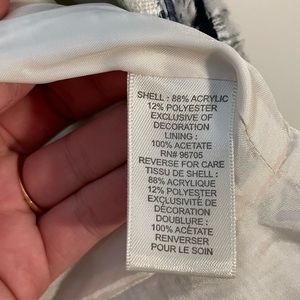 SHELL : 88% ACRYLIC
12% POLYESTER
EXCLUSIVE OF
DECORATION
LINING :
100% ACETATE
RN# 96705
REVERSE FOR CARE
TISSU DE SHELL :
88% ACRYLIQUE
12% POLYESTER
EXCLUSIVITÉ DE
DÉCORATION
DOUBLURE :
100% ACÉTATE
RENVERSER
POUR LE SOIN